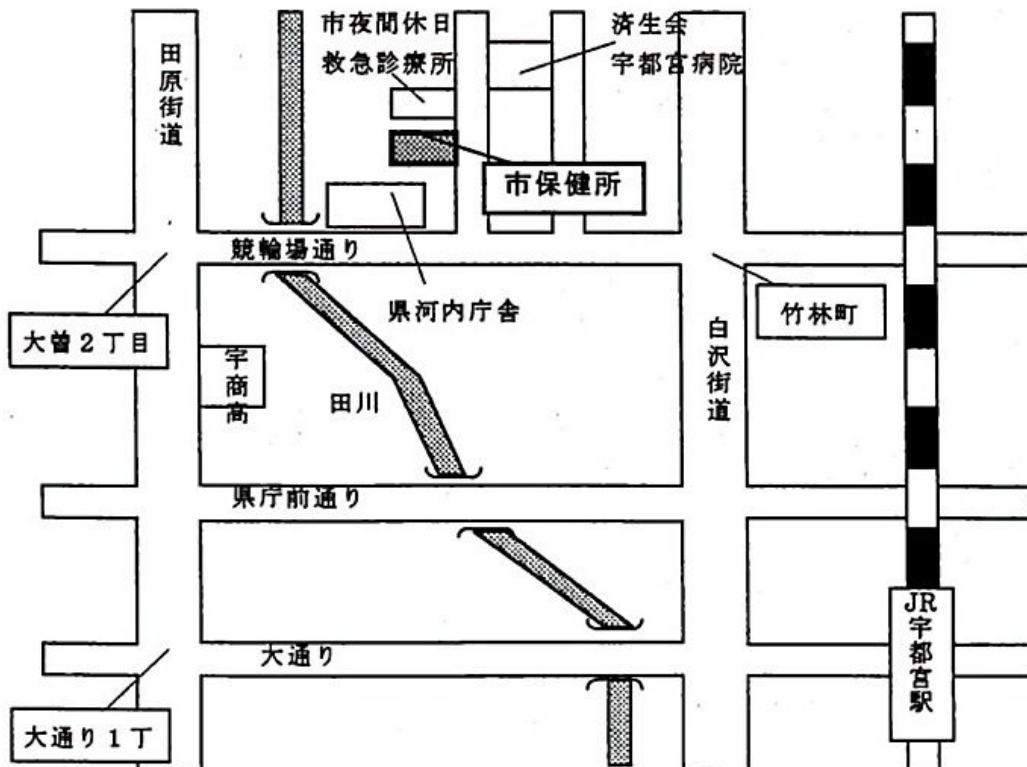 市夜間休日
救急診療所
済生会
宇都宮病院
田原街道
市保健所
競輪場通り
県河内庁舎
竹林町
大曽２丁目
白沢街道
宇商高
田川
県庁前通り
JR宇都宮駅
大通り
大通り１丁